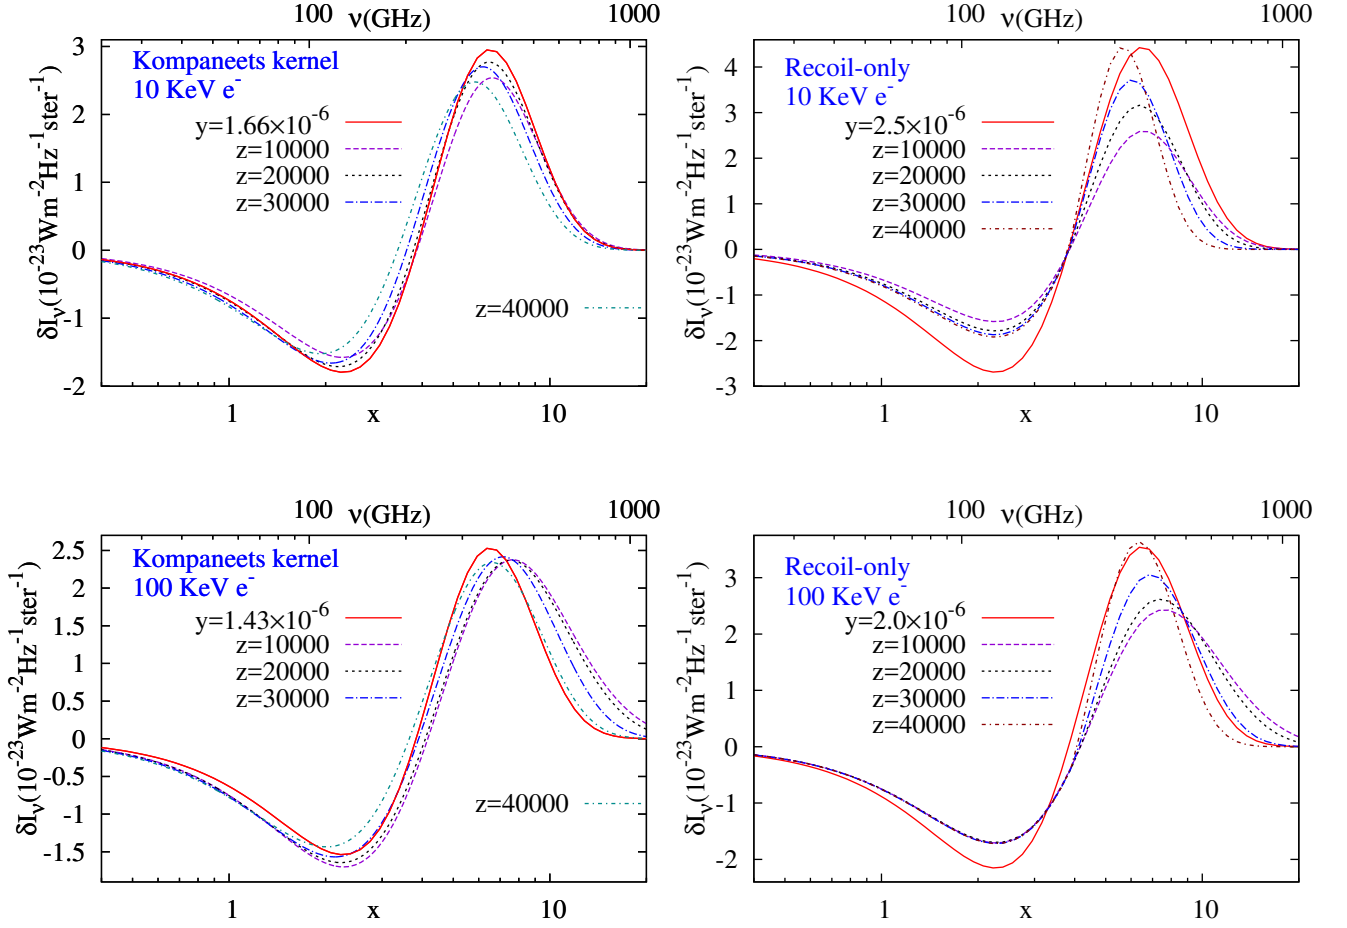 100 ν(GHz) 1000
Kompaneets kernel
10 KeV e-
y=1.66×10-6
z=10000
z=20000
z=30000
z=40000
3
2
1
0
-1
-2
δIν(10-23Wm-2Hz-1ster-1)
1 x 10
100 ν(GHz) 1000
Recoil-only
10 KeV e-
y=2.5×10-6
z=10000
z=20000
z=30000
z=40000
4
3
2
1
0
-1
-2
-3
δIν(10-23Wm-2Hz-1ster-1)
1 x 10
100 ν(GHz) 1000
Kompaneets kernel
100 KeV e-
y=1.43×10-6
z=10000
z=20000
z=30000
z=40000
2.5
2
1.5
1
0.5
0
-0.5
-1
-1.5
δIν(10-23Wm-2Hz-1ster-1)
1 x 10
100 ν(GHz) 1000
Recoil-only
100 KeV e-
y=2.0×10-6
z=10000
z=20000
z=30000
z=40000
3
2
1
0
-1
-2
δIν(10-23Wm-2Hz-1ster-1)
1 x 10